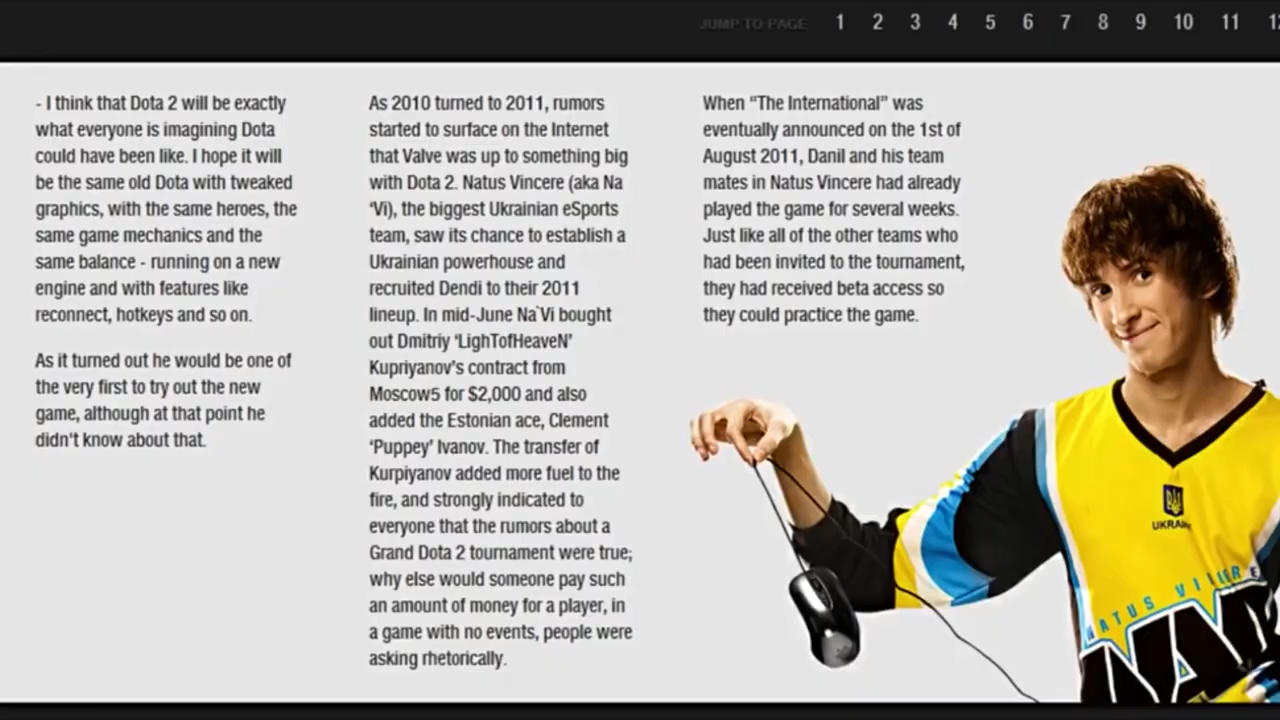 JUMP TO PAGE 1 2 3 4 5 6 7 8 9 10 11
- I think that Dota 2 will be exactly
what everyone is imagining Dota
could have been like. I hope it will
be the same old Dota with tweaked
graphics, with the same heroes, the
same game mechanics and the
same balance - running on a new
engine and with features like
reconnect, hotkeys and so on.
As it turned out he would be one of
the very first to try out the new
game, although at that point he
didn't know about that.
As 2010 turned to 2011, rumors
started to surface on the Internet
that Valve was up to something big
with Dota 2. Natus Vincere (aka Na
‘Vi), the biggest Ukrainian eSports
team, saw its chance to establish a
Ukrainian powerhouse and
recruited Dendi to their 2011
lineup. In mid-June Na`Vi bought
out Dmitriy ‘LighTofHeaveN’
Kupriyanov’s contract from
Moscow5 for $2,000 and also
added the Estonian ace, Clement
‘Puppey’ Ivanov. The transfer of
Kurpiyanov added more fuel to the
fire, and strongly indicated to
everyone that the rumors about a
Grand Dota 2 tournament were true;
why else would someone pay such
an amount of money for a player, in
a game with no events, people were
asking rhetorically.
When “The International” was
eventually announced on the 1st of
August 2011, Danil and his team
mates in Natus Vincere had already
played the game for several weeks.
Just like all of the other teams who
had been invited to the tournament,
they had received beta access so
they could practice the game.
UKRAINE
NATUS VINCERE